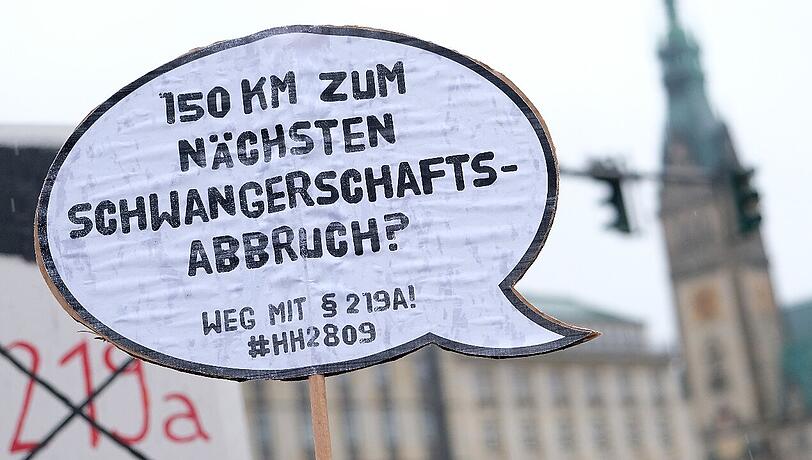 150 KM ZUM
NÄCHSTEN
SCHWANGERSCHAFTS-
ABBRUCH?
WEG MIT § 219A!
#HH2809
219a